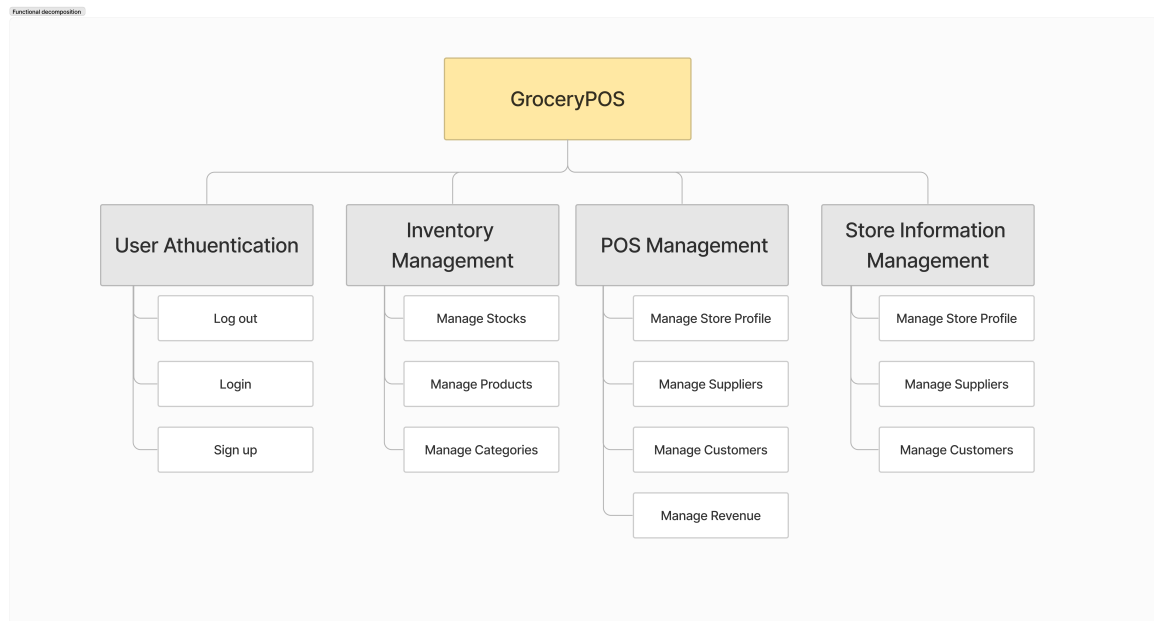 Functional decomposition
GroceryPOS
User Athuentication
Log out
Login
Sign up
Inventory
Management
Manage Stocks
Manage Products
Manage Categories
POS Management
Manage Store Profile
Manage Suppliers
Manage Customers
Manage Revenue
Store Information
Management
Manage Store Profile
Manage Suppliers
Manage Customers